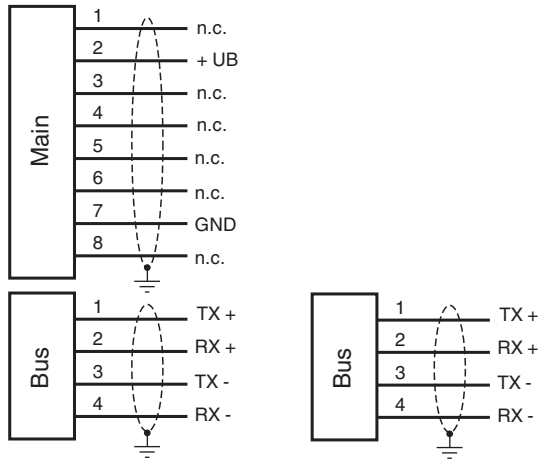 Main
1 n.c.
2 + UB
3 n.c.
4 n.c.
5 n.c.
6 n.c.
7 GND
8 n.c.
Bus
1 TX +
2 RX +
3 TX -
4 RX -
Bus
1 TX +
2 RX +
3 TX -
4 RX -